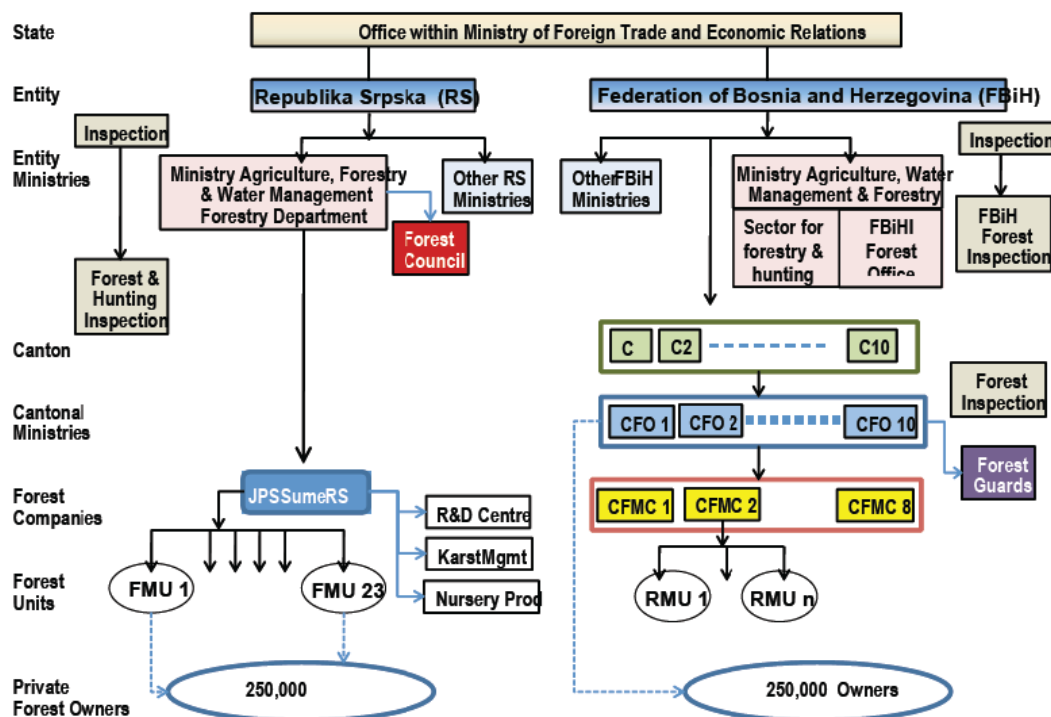 State
Office within Ministry of Foreign Trade and Economic Relations
Entity
Republika Srpska (RS)
Federation of Bosnia and Herzegovina (FBiH)
Inspection
Inspection
Entity
Ministries
Ministry Agriculture, Forestry
& Water Management
Forestry Department
Other RS
Ministries
OtherFBiH
Ministries
Ministry Agriculture, Water
Management & Forestry
Sector for
forestry &
hunting
FBiHI
Forest
Office
FBiH
Forest
Inspection
Forest
Council
Forest &
Hunting
Inspection
Canton
C
C2
C10
Forest
Inspection
Cantonal
Ministries
CFO 1
CFO 2
CFO 10
Forest
Guards
Forest
Companies
JPSSumeRS
R&D Centre
CFMC 1
CFMC 2
CFMC 8
KarstMgmt
Forest
Units
FMU 1
FMU 23
Nursery Prod
RMU 1
RMU n
Private
Forest Owners
250,000
250,000 Owners